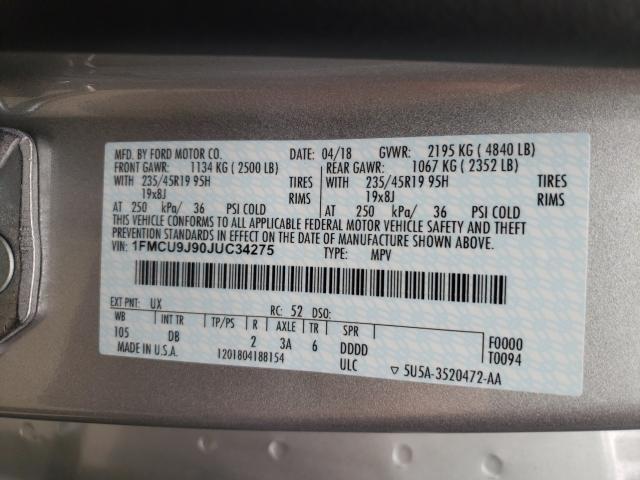 MFD. BY FORD MOTOR CO. DATE: 04/18 GVWR: 2195 KG ( 4840 LB)
FRONT GAWR: 1134 KG ( 2500 LB) REAR GAWR: 1067 KG ( 2352 LB)
WITH 235/45R19 95H TIRES WITH 235/45R19 95H TIRES
19x8J RIMS 19x8J RIMS
AT 250 kPa/ 36 PSI COLD AT 250 kPa/ 36 PSI COLD
THIS VEHICLE CONFORMS TO ALL APPLICABLE FEDERAL MOTOR VEHICLE SAFETY AND THEFT
PREVENTION STANDARDS IN EFFECT ON THE DATE OF MANUFACTURE SHOWN ABOVE.
VIN: 1FMCU9J90JUC34275 TYPE: MPV
EXT PNT: UX RC: 52 DSO:
WB INT TR TP/PS R AXLE TR SPR F0000
105 DB 2 3A 6 DDDD T0094
MADE IN U.S.A. 1201804188154 ULC ▽ 5U5A-3520472-AA